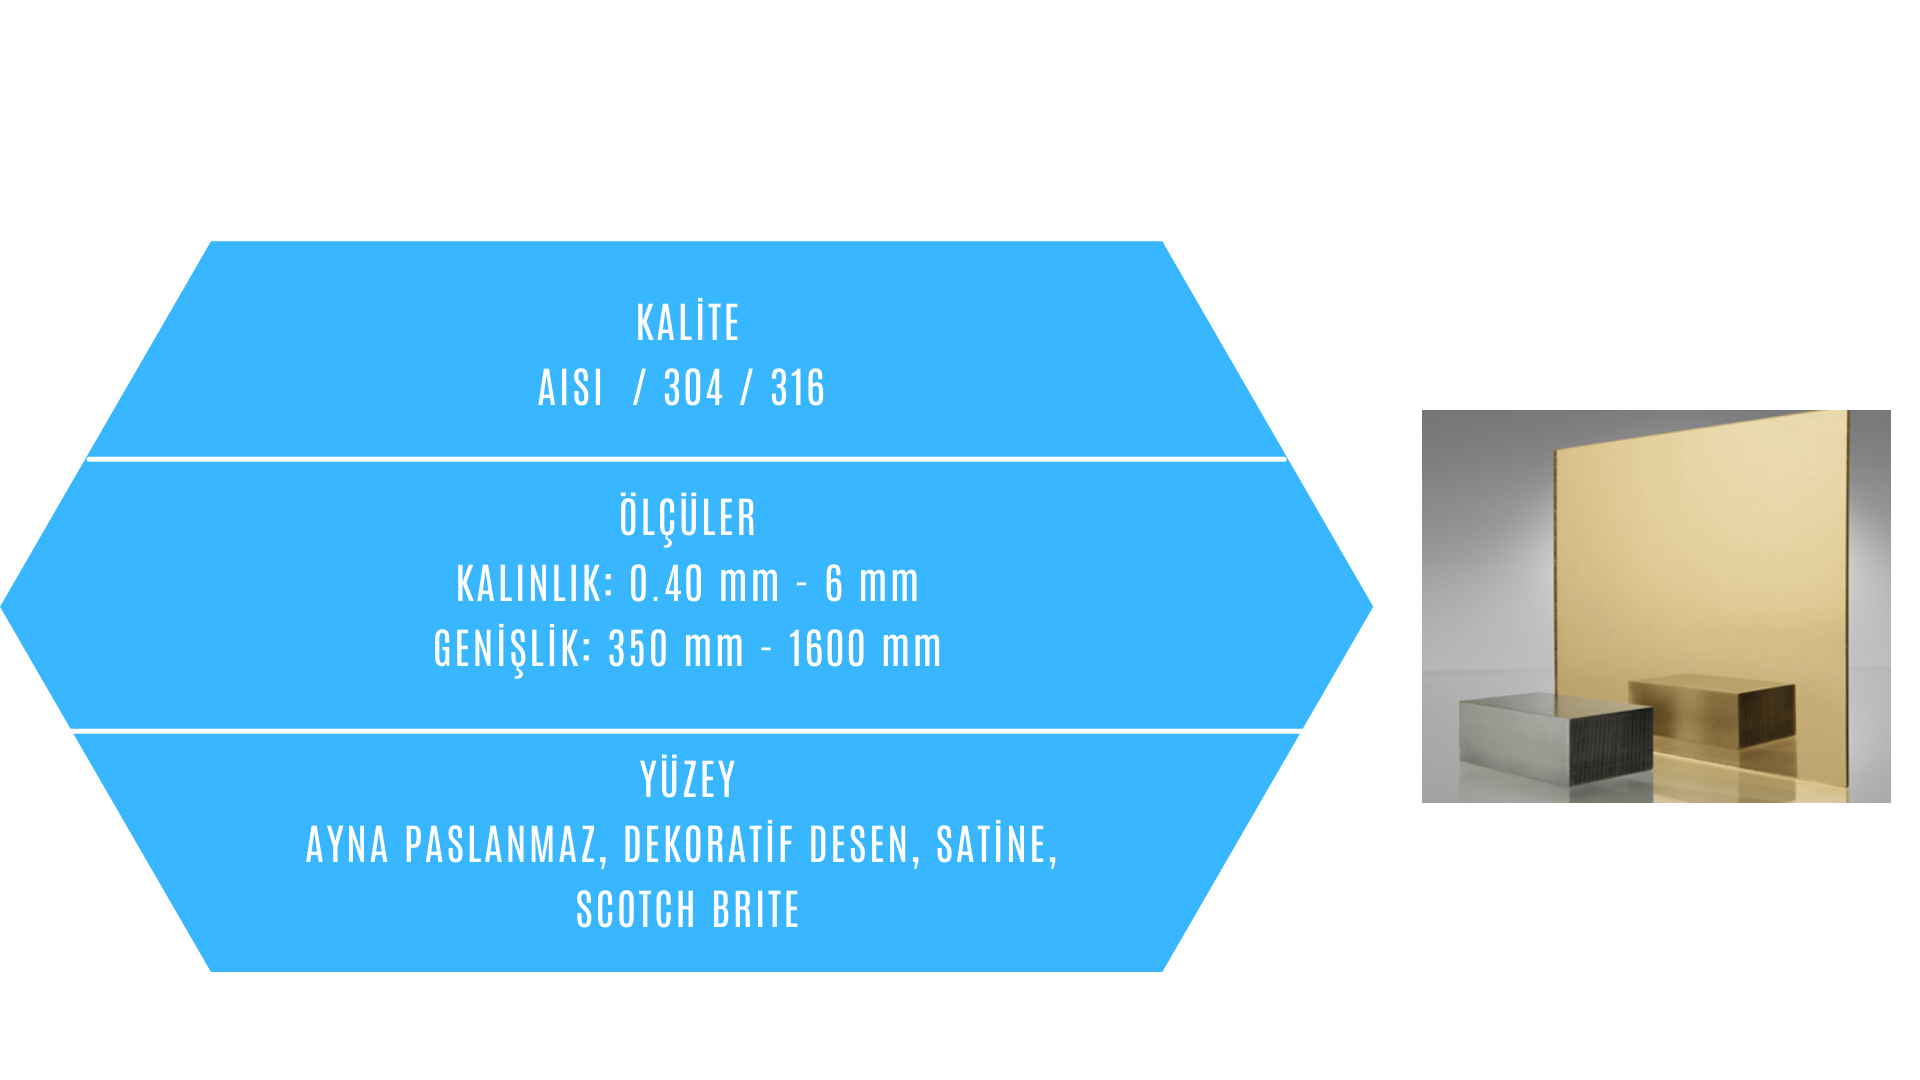 KALİTE
AISI / 304 / 316
ÖLÇÜLER
KALINLIK: 0.40 mm - 6 mm
GENİŞLİK: 350 mm - 1600 mm
YÜZEY
AYNA PASLANMAZ, DEKORATİF DESEN, SATİNE,
SCOTCH BRITE